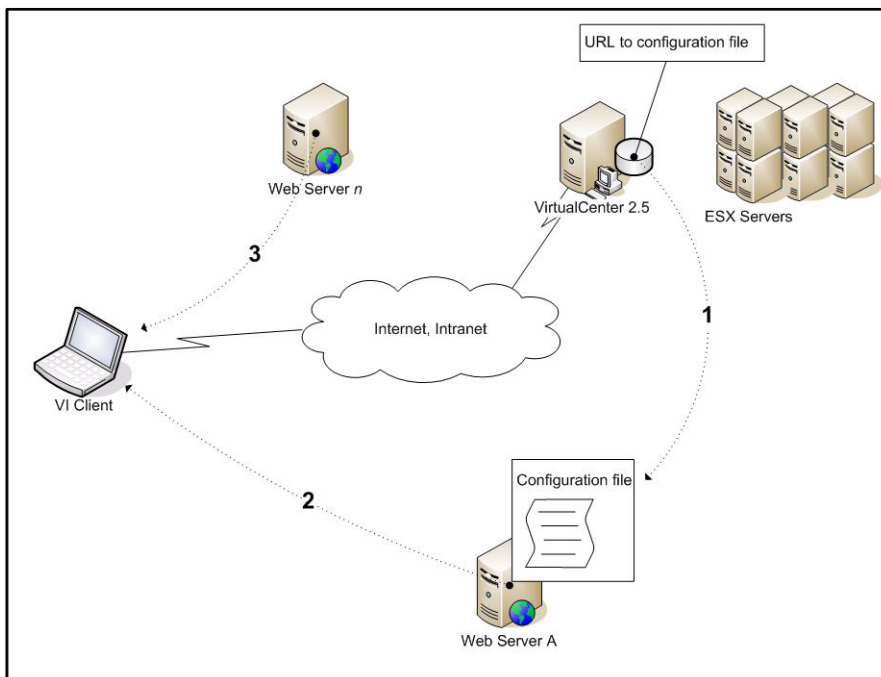 URL to configuration file
Web Server n
VirtualCenter 2.5
ESX Servers
3
1
Internet, Intranet
VI Client
Configuration file
2
Web Server A